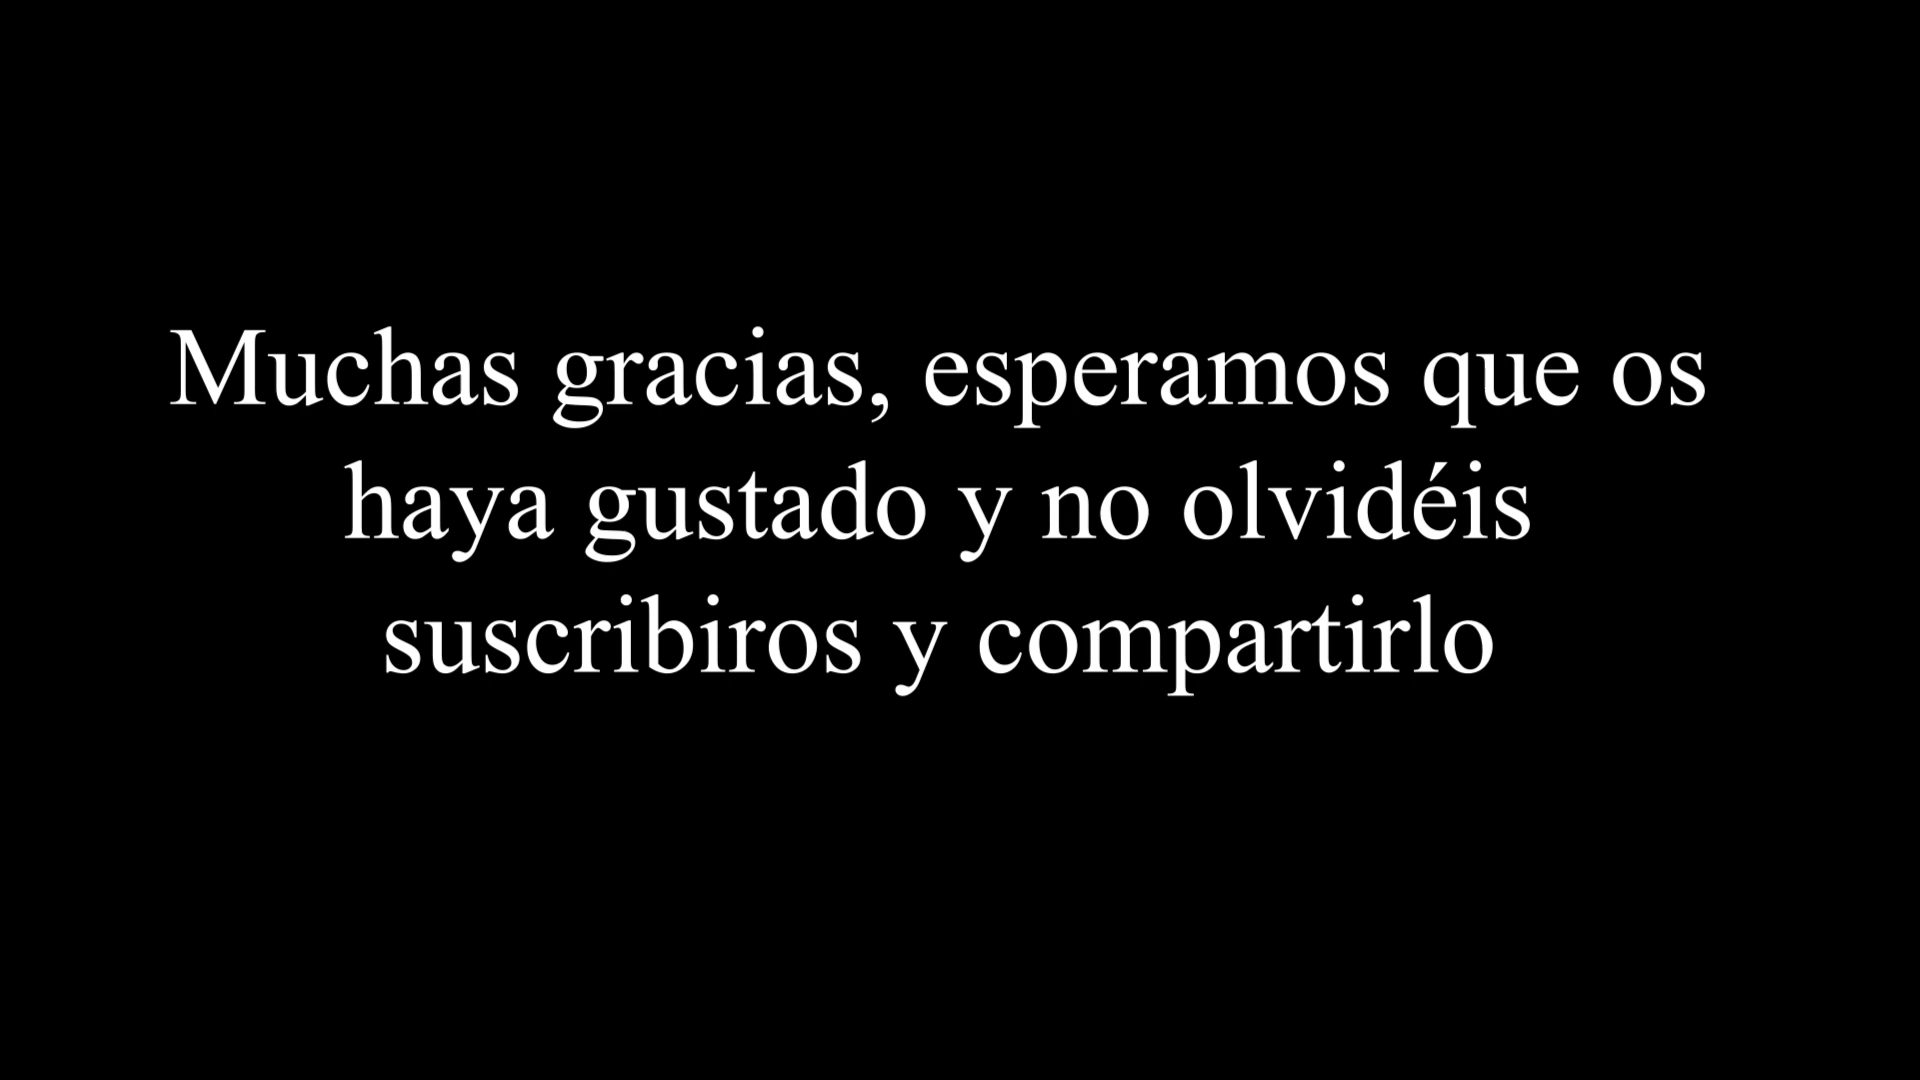 Muchas gracias, esperamos que os
haya gustado y no olvidéis
suscribiros y compartirlo